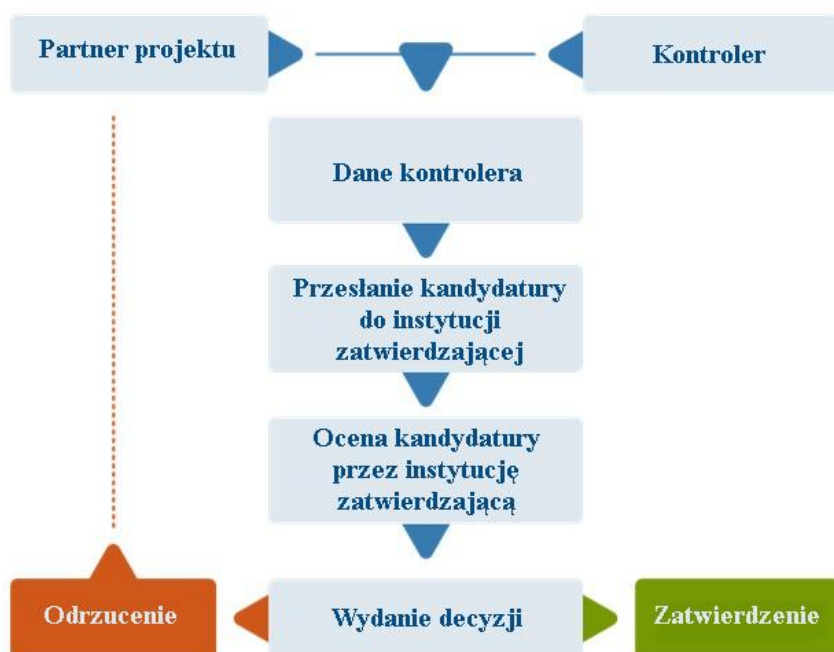 Partner projektu
Kontroler
Dane kontrolera
Przesłanie kandydatury
do instytucji
zatwierdzającej
Ocena kandydatury
przez instytucję
zatwierdzającą
Odrzucenie
Wydanie decyzji
Zatwierdzenie